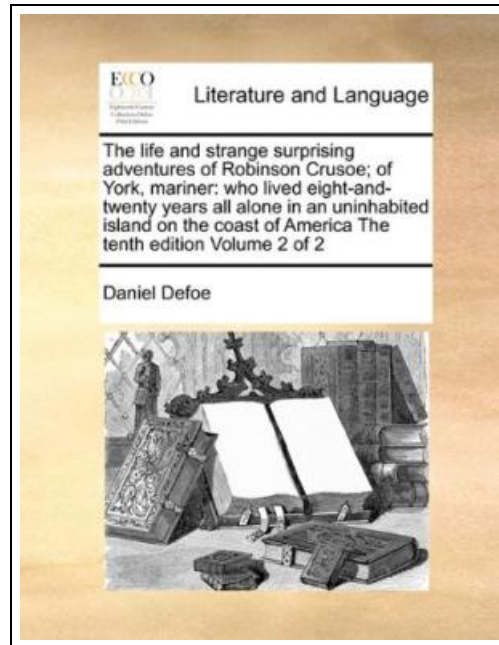 ECCO
Literature and Language
The life and strange surprising
adventures of Robinson Crusoe; of
York, mariner: who lived eight-and-
twenty years all alone in an uninhabited
island on the coast of America The
tenth edition Volume 2 of 2
Daniel Defoe